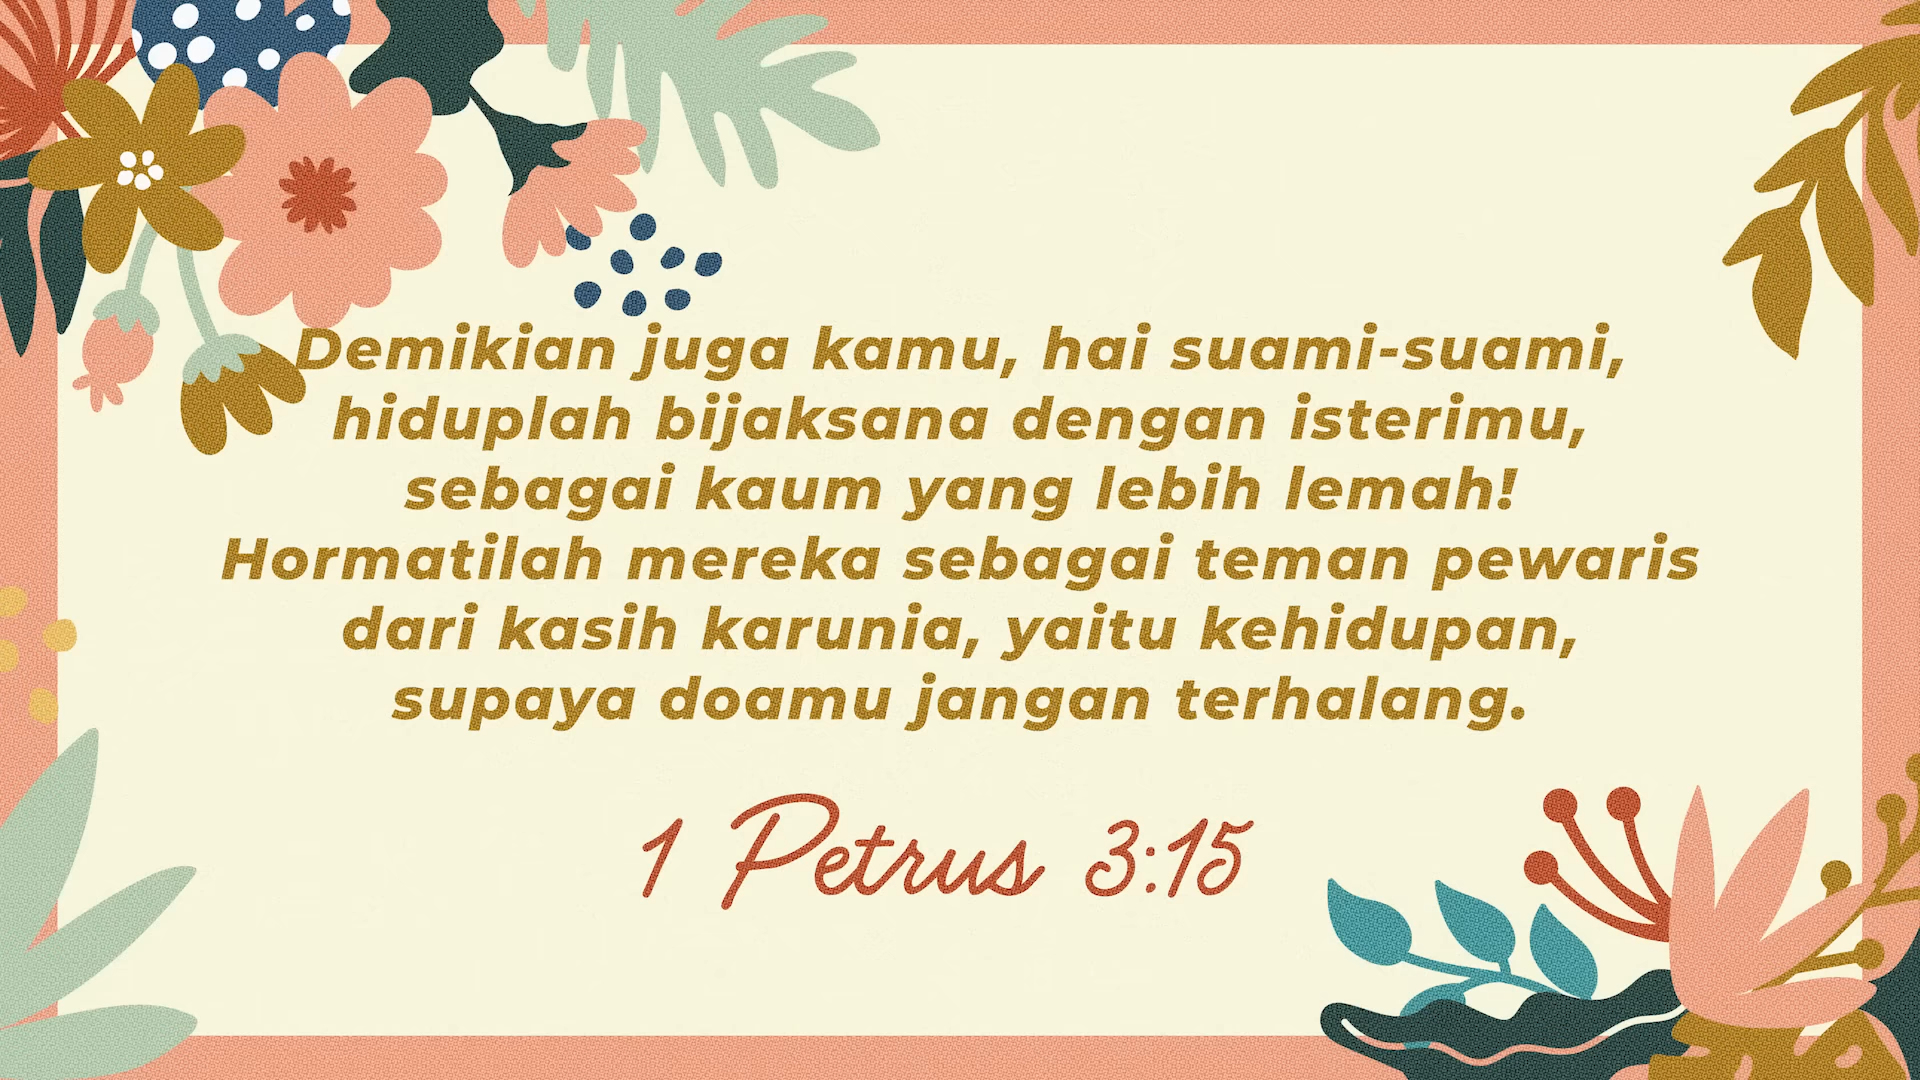 Demikian juga kamu, hai suami-suami,
hiduplah bijaksana dengan isterimu,
sebagai kaum yang lebih lemah!
Hormatilah mereka sebagai teman pewaris
dari kasih karunia, yaitu kehidupan,
supaya doamu jangan terhalang.
1 Petrus 3:15